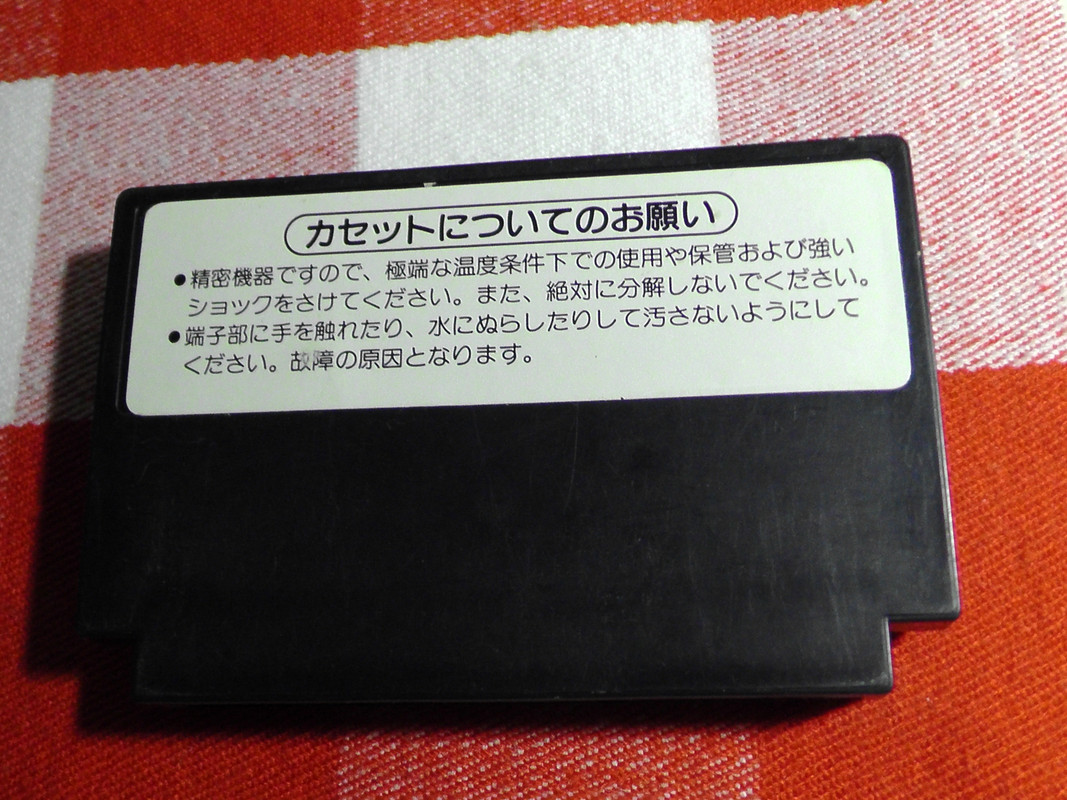 カセットについてのお願い
●精密機器ですので、極端な温度条件下での使用や保管および強い
ショックをさけてください。また、絶対に分解しないでください。
●端子部に手を触れたり、水にぬらしたりして汚さないようにして
ください。故障の原因となります。